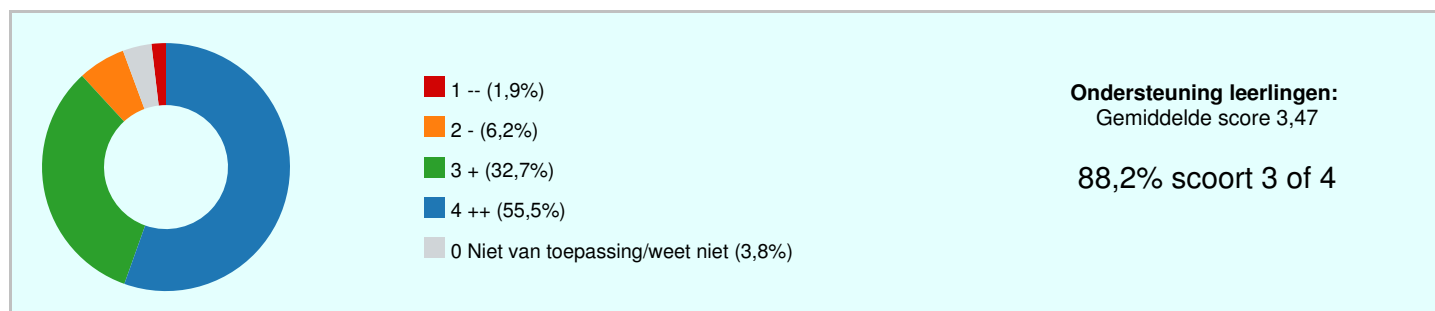 1 -- (1,9%)
2 - (6,2%)
3 + (32,7%)
4 ++ (55,5%)
0 Niet van toepassing/weet niet (3,8%)
Ondersteuning leerlingen:
Gemiddelde score 3,47
88,2% scoort 3 of 4